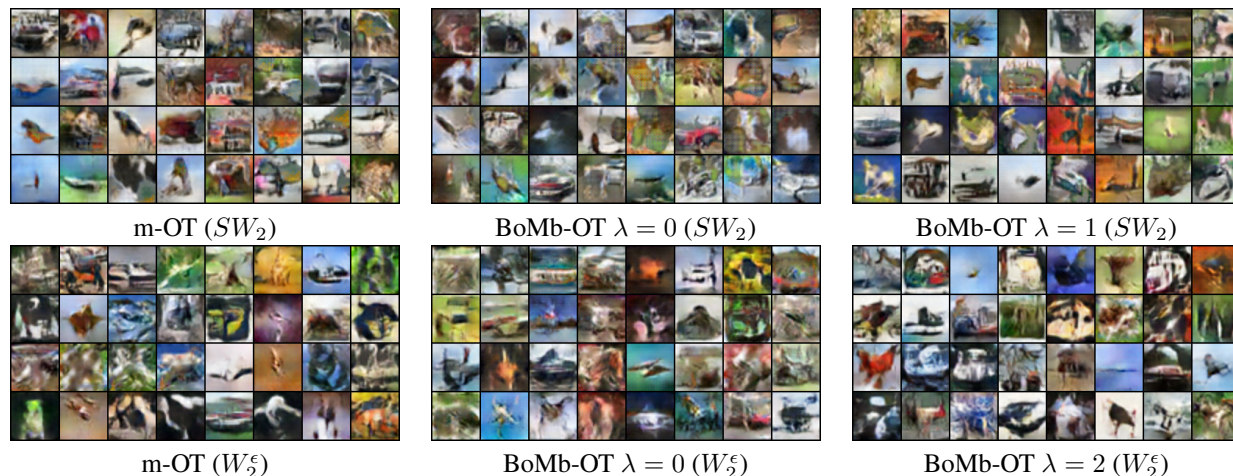 m-OT (SW₂)
BoMb-OT λ = 0 (SW₂)
BoMb-OT λ = 1 (SW₂)
m-OT (W₂^ϵ)
BoMb-OT λ = 0 (W₂^ϵ)
BoMb-OT λ = 2 (W₂^ϵ)